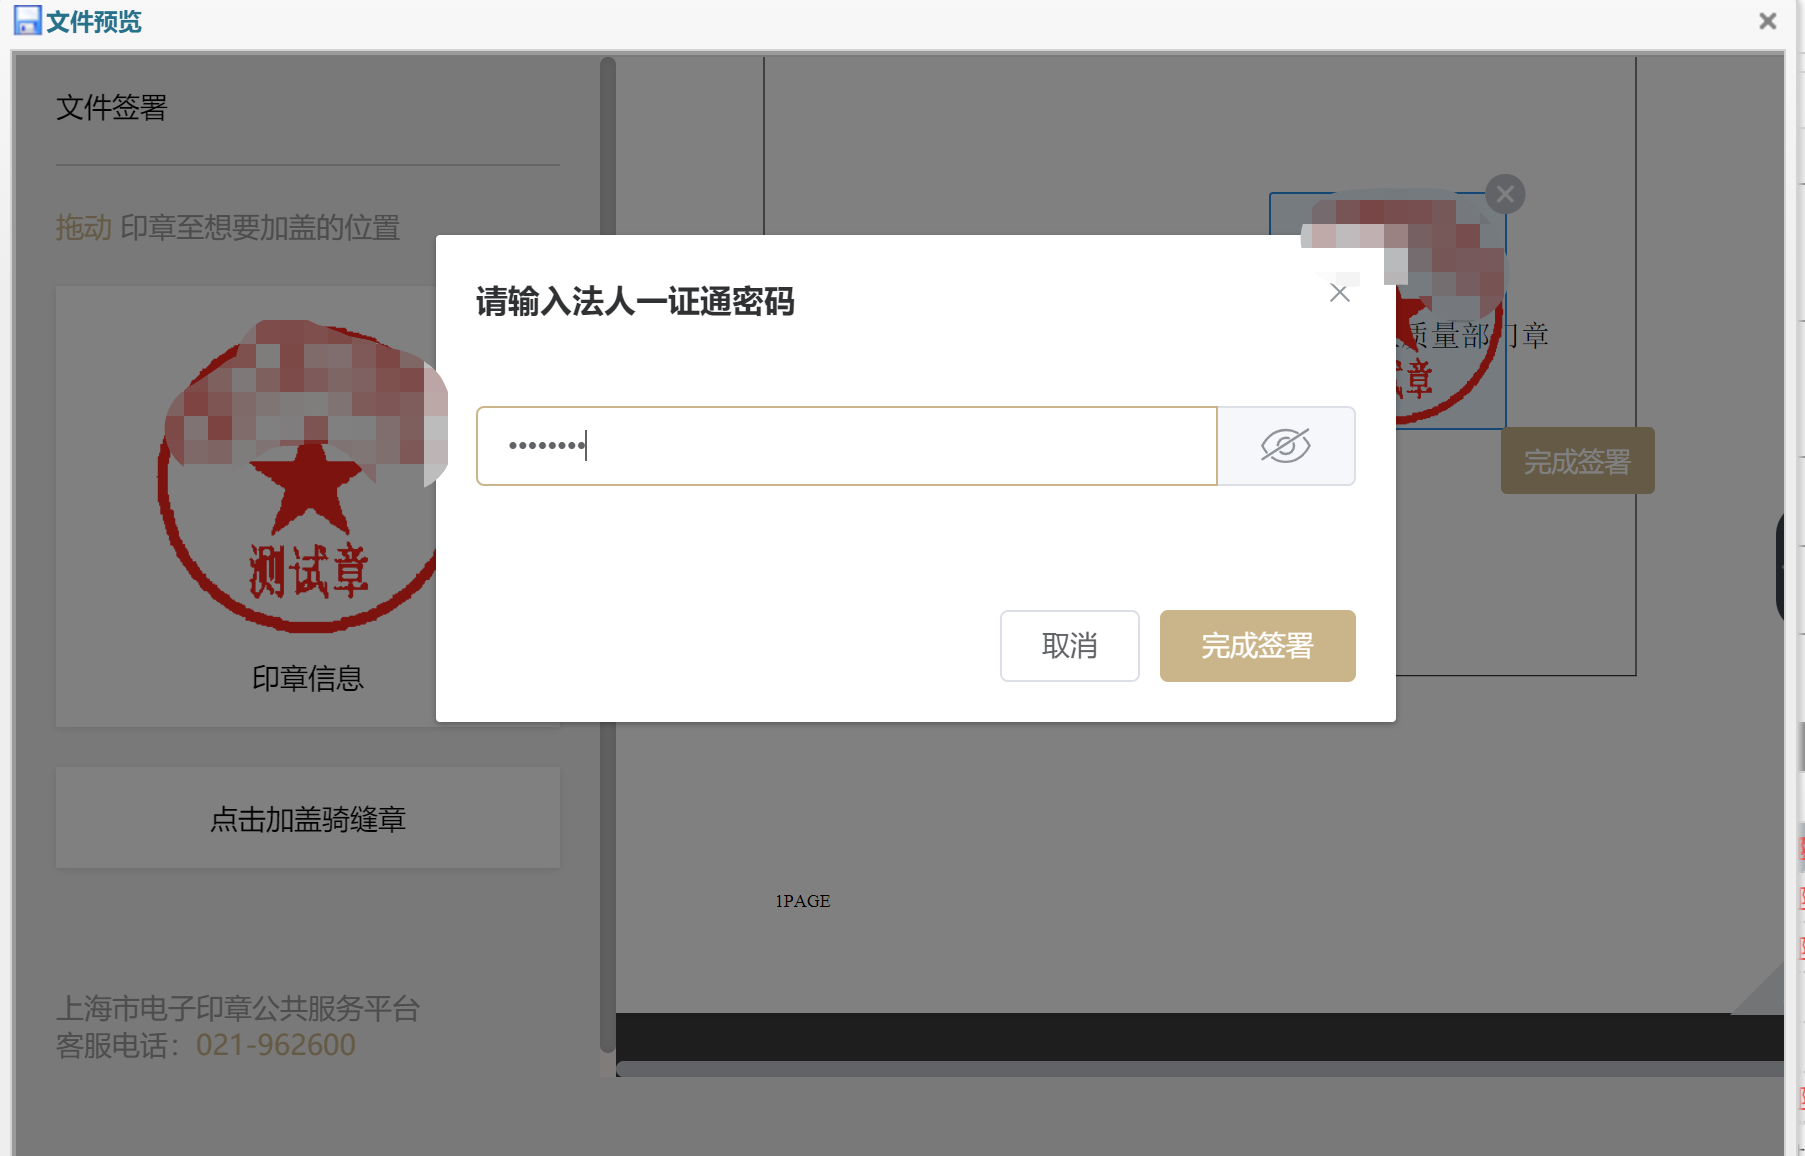 文件预览
文件签署
拖动 印章至想要加盖的位置
测试章
印章信息
点击加盖骑缝章
上海市电子印章公共服务平台
客服电话：021-962600
请输入法人一证通密码
••••••••
取消
完成签署
质量部门章
章
完成签署
1PAGE